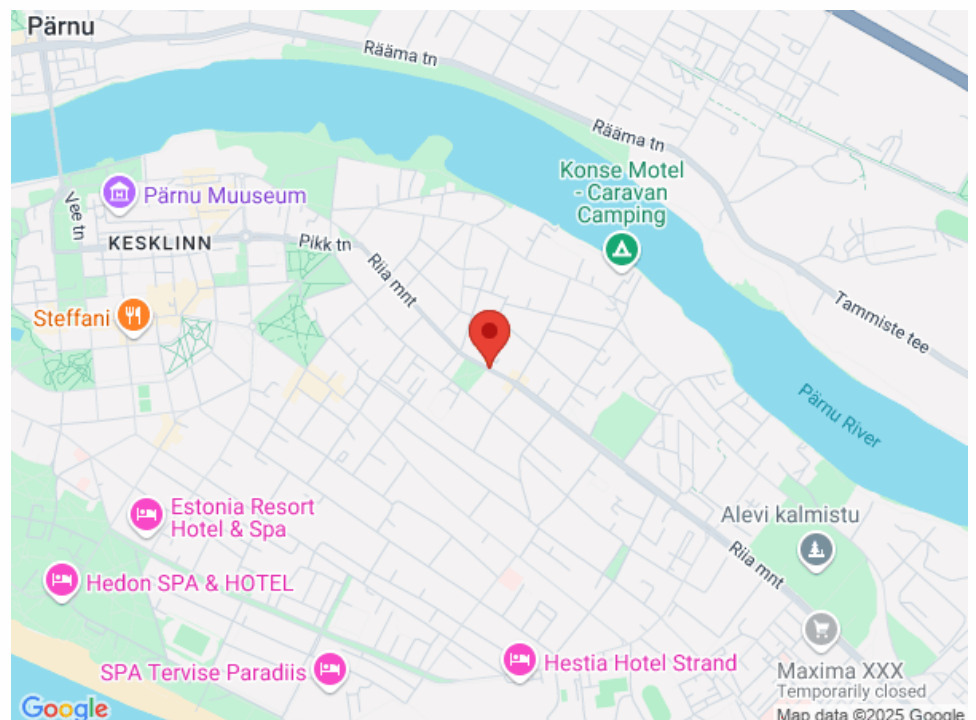 Pärnu
Rääma tn
Rääma tn
Konse Motel
- Caravan
Camping
Pärnu Muuseum
Vee tn
KESKLINN
Pikk tn
Riia mnt
Steffani
Tammiste tee
Pärnu River
Estonia Resort
Hotel & Spa
Alevi kalmistu
Riia mnt
Hedon SPA & HOTEL
SPA Tervise Paradiis
Hestia Hotel Strand
Maxima XXX
Temporarily closed
Google
Map data ©2025 Google